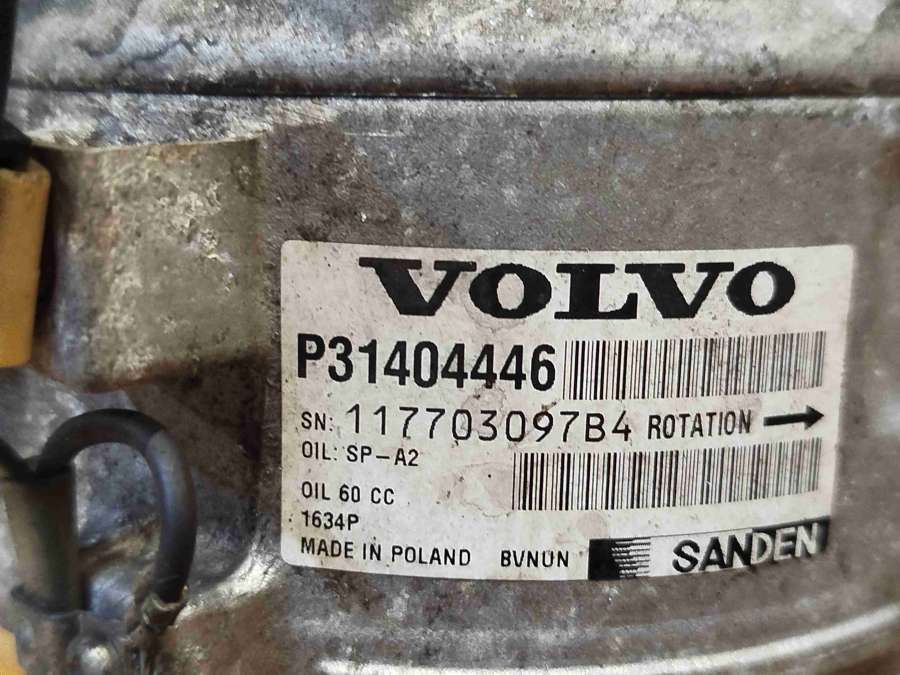 VOLVO
P31404446
SN: 117703097B4 ROTATION
OIL: SP-A2
OIL 60 CC
1634P
MADE IN POLAND BVNUN SANDEN